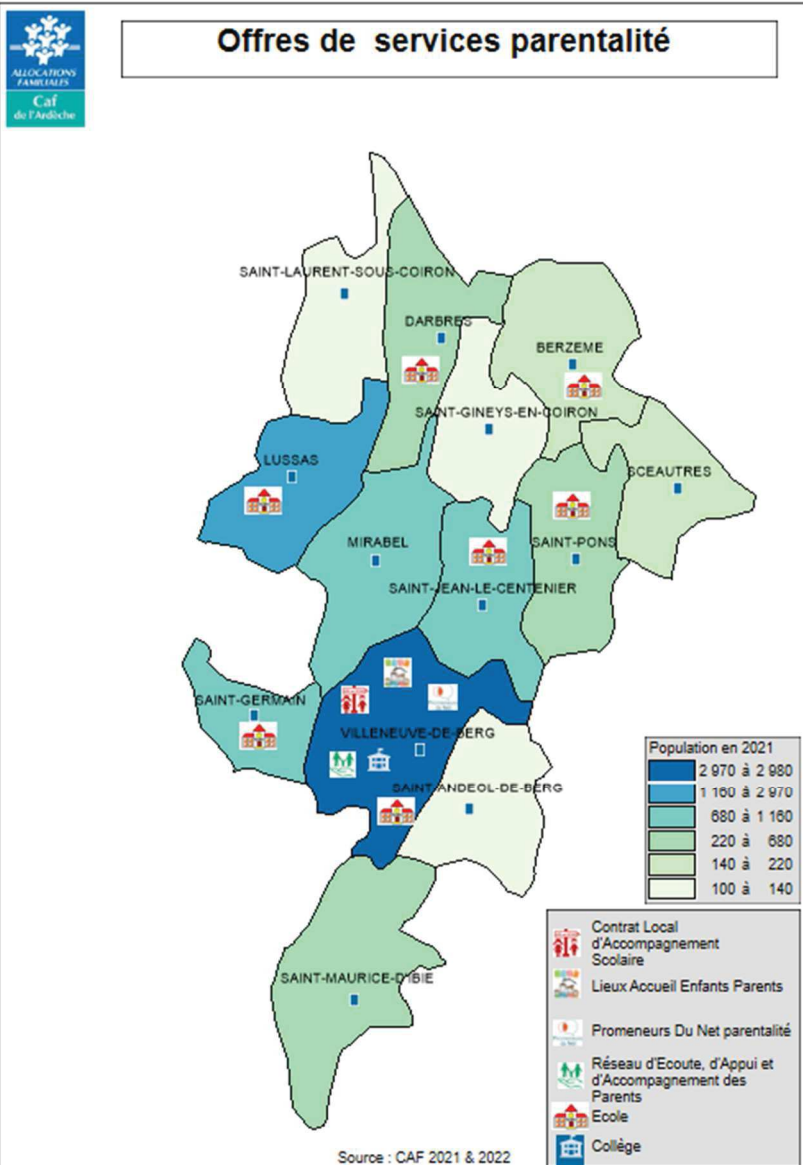 Offres de services parentalité
ALLOCATIONS
FAMILIALES
Caf
de l'Ardèche
SAINT-LAURENT-SOUS-COIRON
DARBRES
BERZEME
SAINT-GINEYS-EN-COIRON
LUSSAS
SCEAUTRES
MIRABEL
SAINT-PONS
SAINT-JEAN-LE-CENTENIER
SAINT-GERMAIN
VILLENEUVE-DE-BERG
SAINT-ANDEOL-DE-BERG
SAINT-MAURICE-D'IBIE
Population en 2021
2 970 à 2 980
1 160 à 2 970
680 à 1 160
220 à 680
140 à 220
100 à 140
Contrat Local
d'Accompagnement
Scolaire
Lieux Accueil Enfants Parents
Promeneurs Du Net parentalité
Réseau d'Ecoute, d'Appui et
d'Accompagnement des
Parents
Ecole
Collège
Source : CAF 2021 & 2022